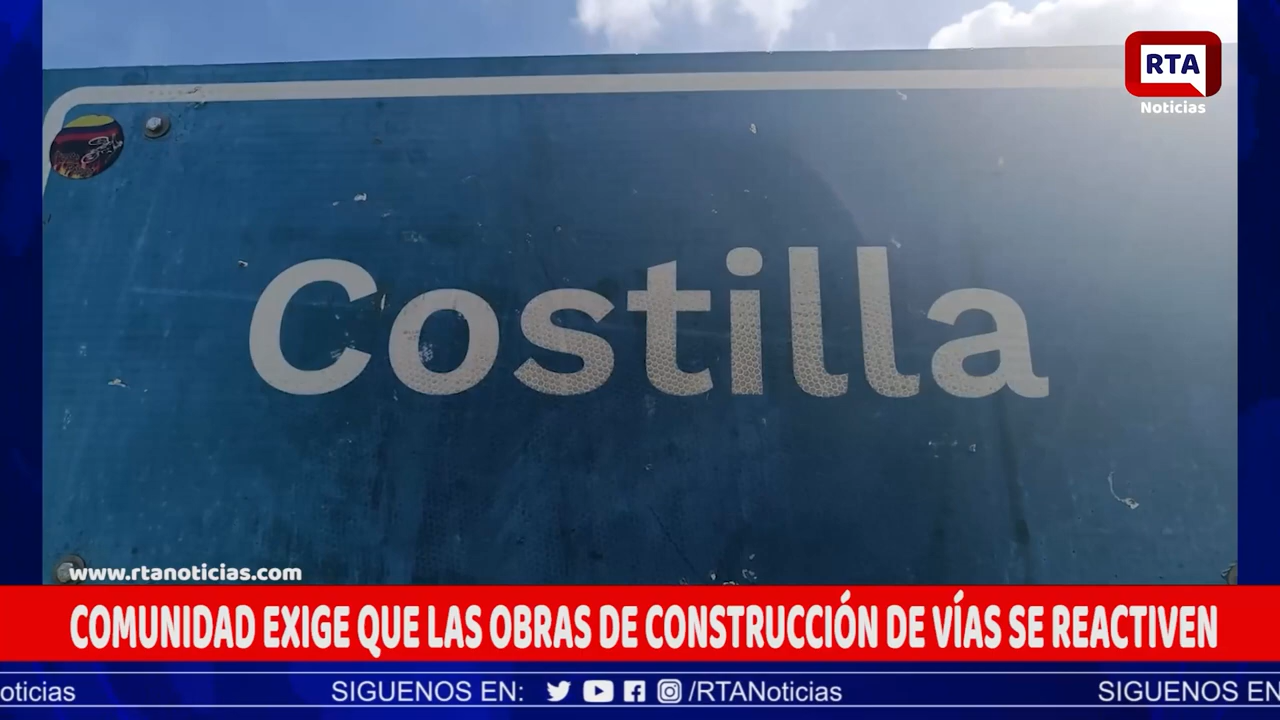 RTA
Noticias
Costilla
www.rtanoticias.com
COMUNIDAD EXIGE QUE LAS OBRAS DE CONSTRUCCIÓN DE VÍAS SE REACTIVEN
oticias SIGUENOS EN: /RTANoticias SIGUENOS EN